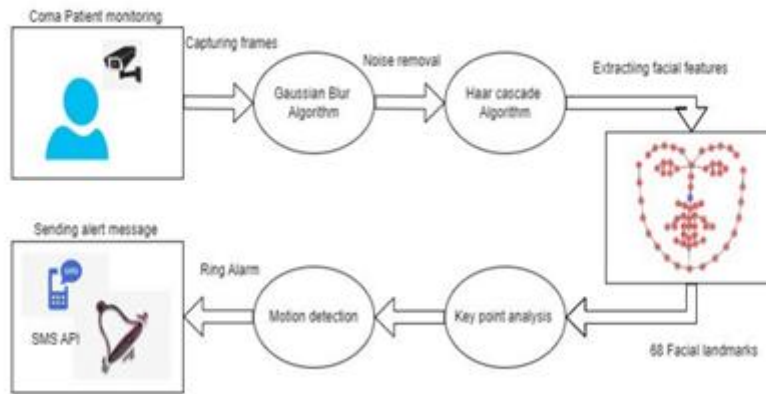 Coma Patient monitoring
Capturing frames
Gaussian Blur
Algorithm
Noise removal
Haar cascade
Algorithm
Extracting facial features
68 Facial landmarks
Key point analysis
Motion detection
Ring Alarm
Sending alert message
SMS API